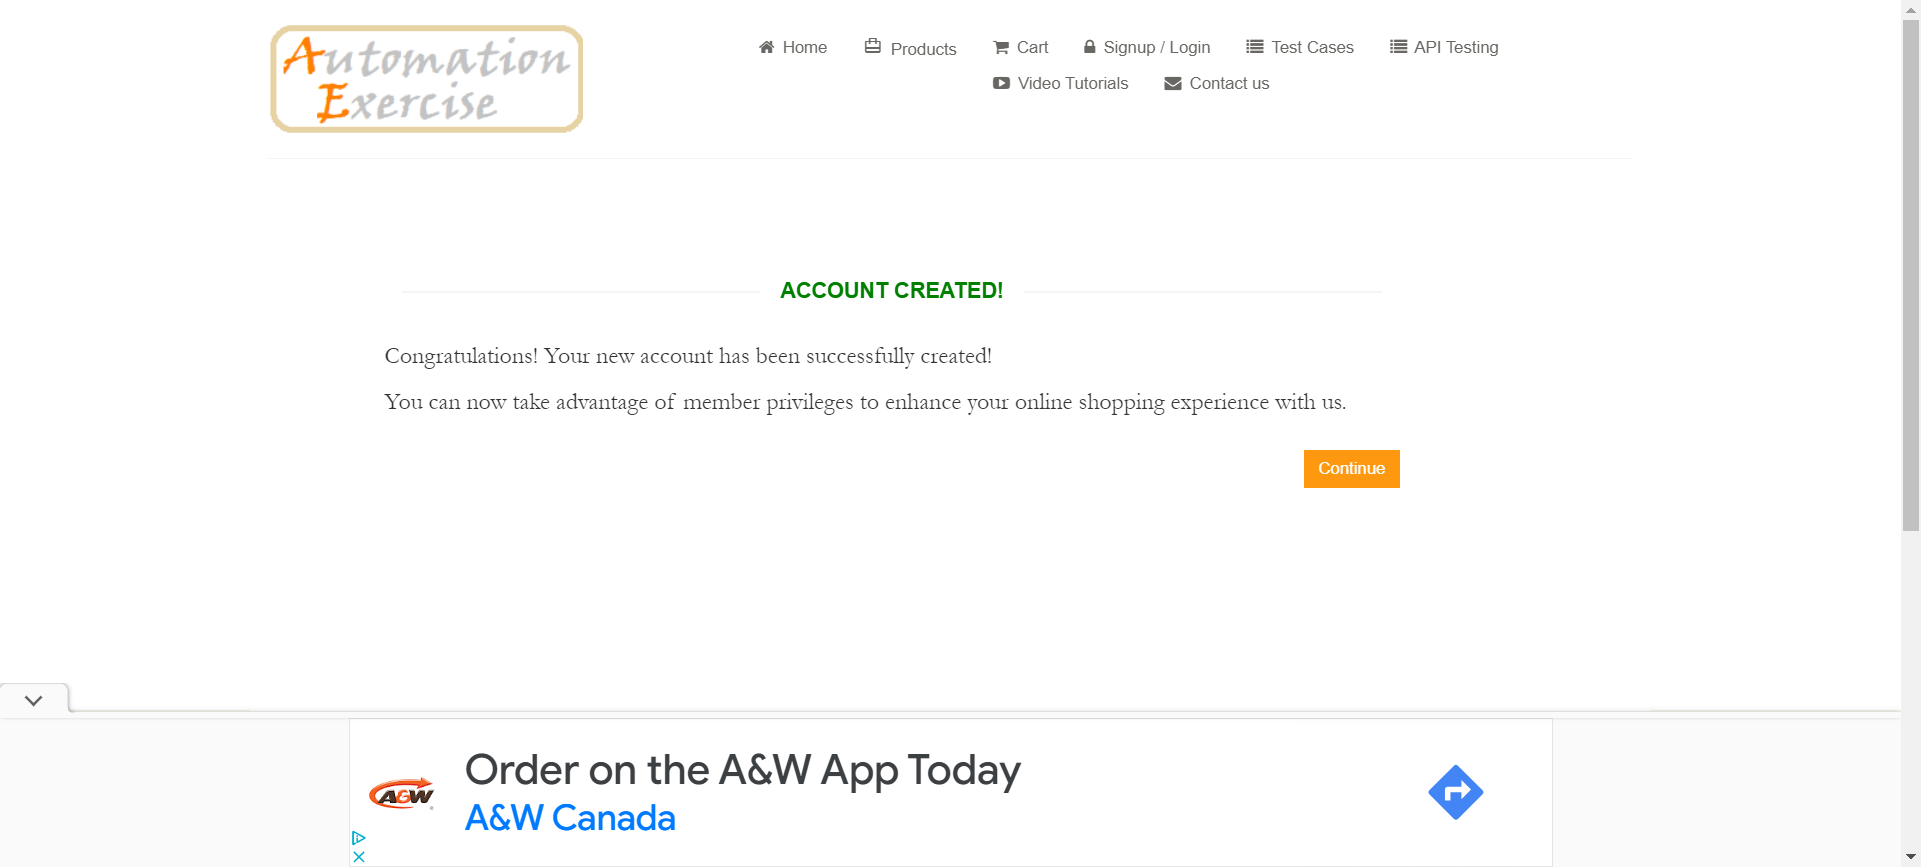 Automation
Exercise
Home Products Cart Signup / Login Test Cases API Testing
Video Tutorials Contact us
ACCOUNT CREATED!
Congratulations! Your new account has been successfully created!
You can now take advantage of member privileges to enhance your online shopping experience with us.
Continue
Order on the A&W App Today
A&W
A&W Canada